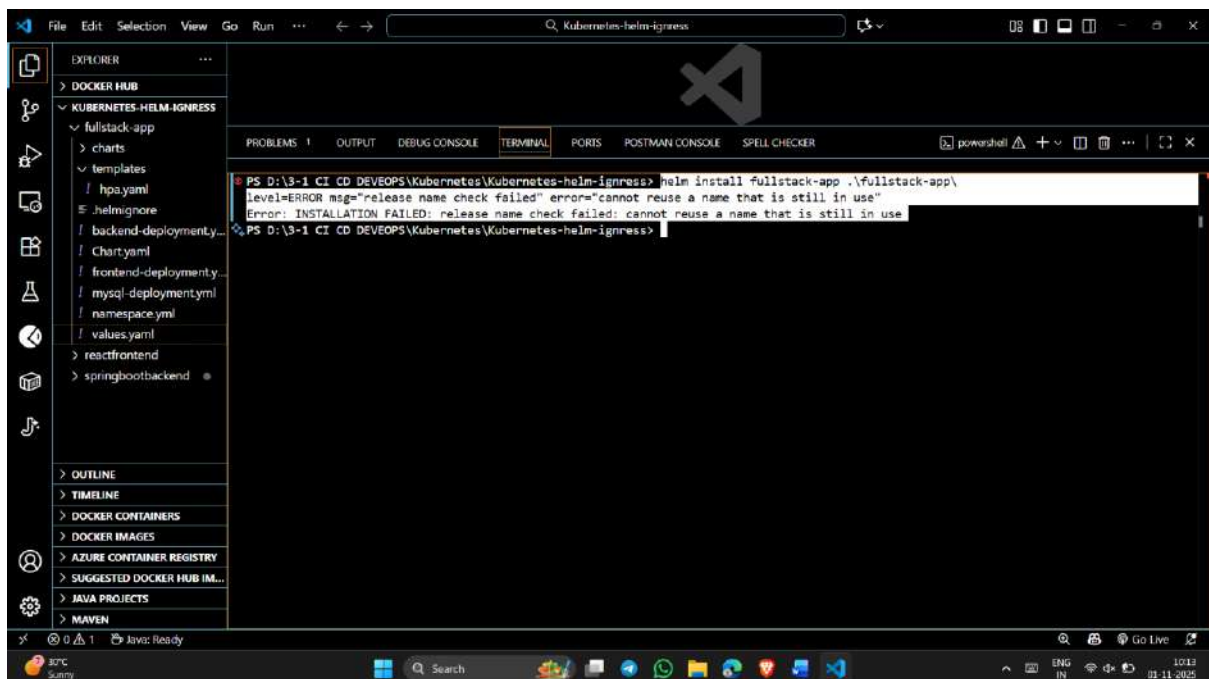 File Edit Selection View Go Run ... Kubernetes-helm-ignress
EXPLORER ...
> DOCKER HUB
KUBERNETES-HELM-IGNRESS
fullstack-app
> charts
templates
! hpa.yaml
.helmignore
! backend-deployment.y...
! Chart.yaml
! frontend-deployment.y...
! mysql-deployment.yml
! namespace.yml
! values.yaml
> reactfrontend
> springbootbackend
> OUTLINE
> TIMELINE
> DOCKER CONTAINERS
> DOCKER IMAGES
> AZURE CONTAINER REGISTRY
> SUGGESTED DOCKER HUB IM...
> JAVA PROJECTS
> MAVEN
PROBLEMS 1 OUTPUT DEBUG CONSOLE TERMINAL PORTS POSTMAN CONSOLE SPELL CHECKER powershell
PS D:\3-1 CI CD DEVEOPS\Kubernetes\Kubernetes-helm-ignress> helm install fullstack-app .\fullstack-app\
level=ERROR msg="release name check failed" error="cannot reuse a name that is still in use"
Error: INSTALLATION FAILED: release name check failed: cannot reuse a name that is still in use
PS D:\3-1 CI CD DEVEOPS\Kubernetes\Kubernetes-helm-ignress>
0 1 Java: Ready Go Live
30°C
Sunny
Search
ENG
IN
10:13
01-11-2025